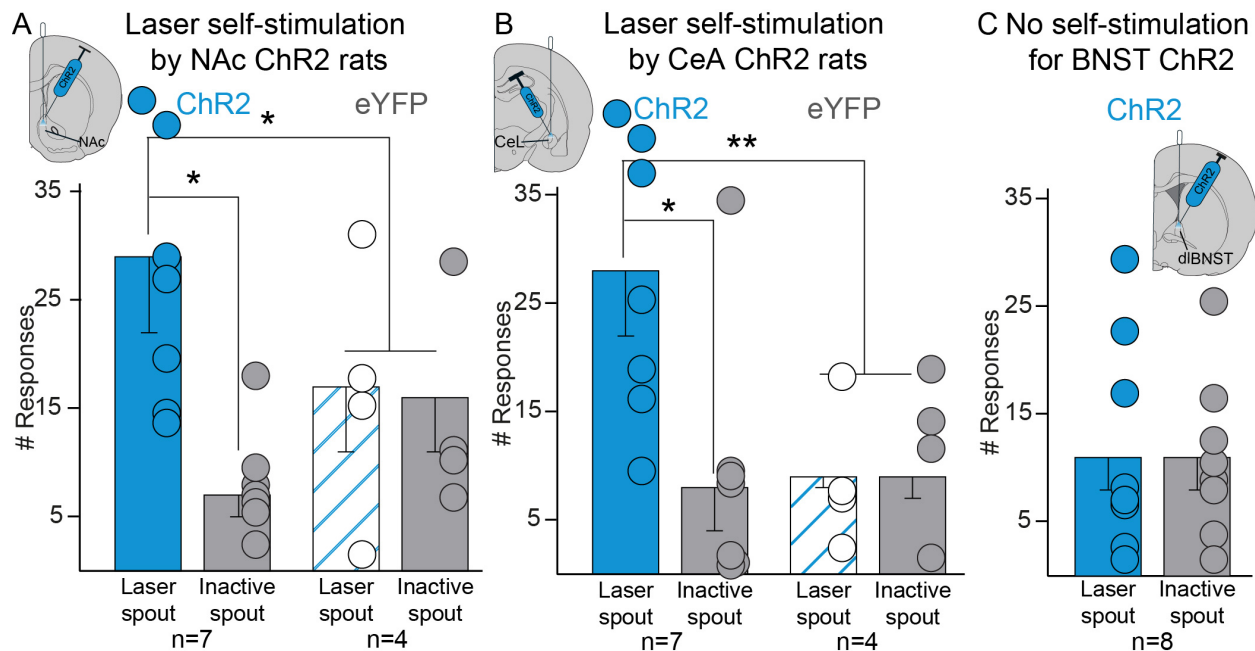 A
Laser self-stimulation
by NAc ChR2 rats
ChR2
NAc
ChR2
eYFP
*
*
35
25
15
5
# Responses
Laser
spout
Inactive
spout
Laser
spout
Inactive
spout
n=7
n=4
B
Laser self-stimulation
by CeA ChR2 rats
ChR2
CeL
ChR2
eYFP
**
*
35
25
15
5
# Responses
Laser
spout
Inactive
spout
Laser
spout
Inactive
spout
n=7
n=4
C No self-stimulation
for BNST ChR2
ChR2
ChR2
dlBNST
35
25
15
5
# Responses
Laser
spout
Inactive
spout
n=8